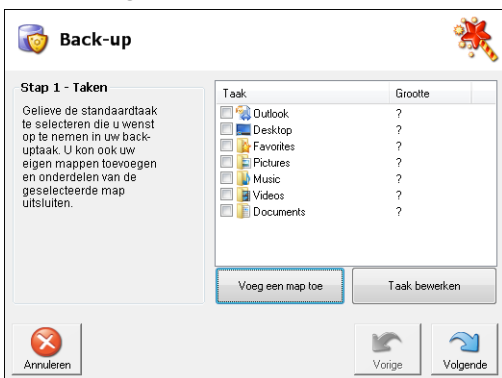 Back-up
Stap 1 - Taken
Gelieve de standaardtaak
te selecteren die u wenst
op te nemen in uw back-
uptaak. U kon ook uw
eigen mappen toevoegen
en onderdelen van de
geselecteerde map
uitsluiten.
Taak Grootte
Outlook ?
Desktop ?
Favorites ?
Pictures ?
Music ?
Videos ?
Documents ?
Voeg een map toe Taak bewerken
Annuleren Vorige Volgende